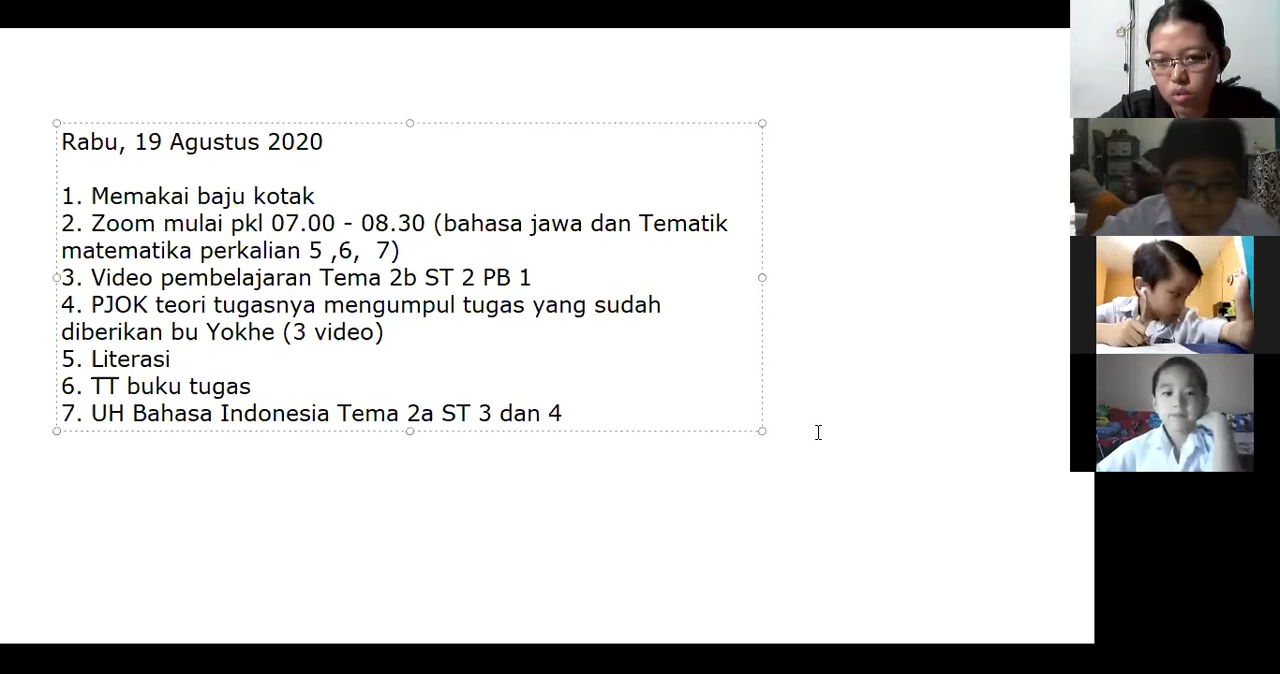 Rabu, 19 Agustus 2020
1. Memakai baju kotak
2. Zoom mulai pkl 07.00 - 08.30 (bahasa jawa dan Tematik
matematika perkalian 5 ,6,  7)
3. Video pembelajaran Tema 2b ST 2 PB 1
4. PJOK teori tugasnya mengumpul tugas yang sudah
diberikan bu Yokhe (3 video)
5. Literasi
6. TT buku tugas
7. UH Bahasa Indonesia Tema 2a ST 3 dan 4